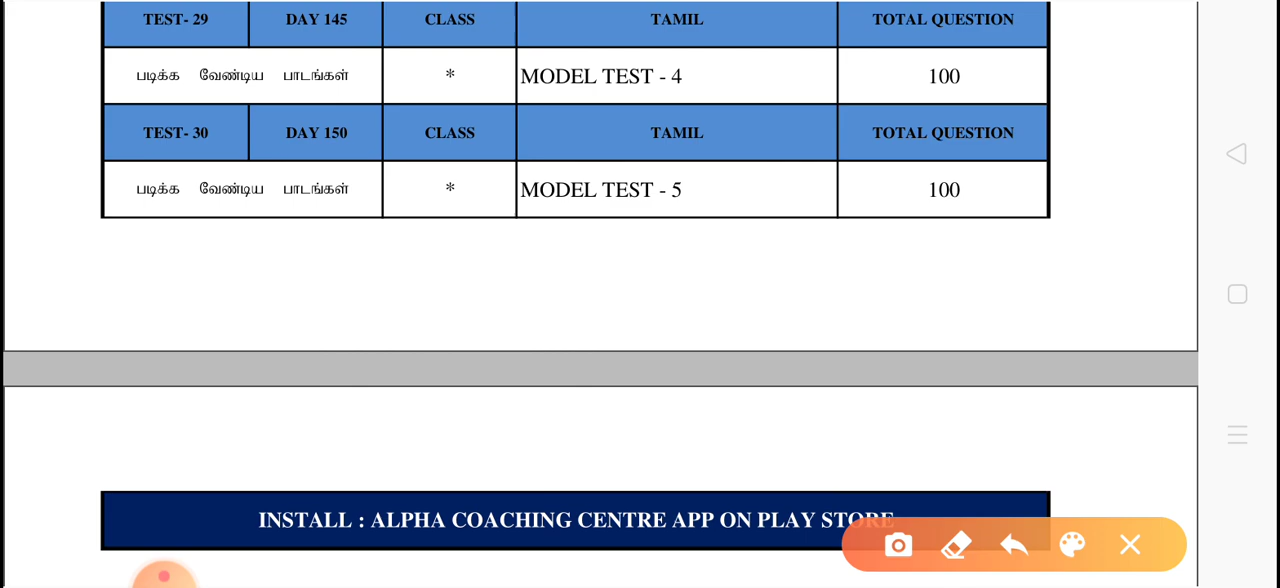 TEST- 29 DAY 145 CLASS TAMIL TOTAL QUESTION
படிக்க வேண்டிய பாடங்கள் * MODEL TEST - 4 100
TEST- 30 DAY 150 CLASS TAMIL TOTAL QUESTION
படிக்க வேண்டிய பாடங்கள் * MODEL TEST - 5 100
INSTALL : ALPHA COACHING CENTRE APP ON PLAY STORE